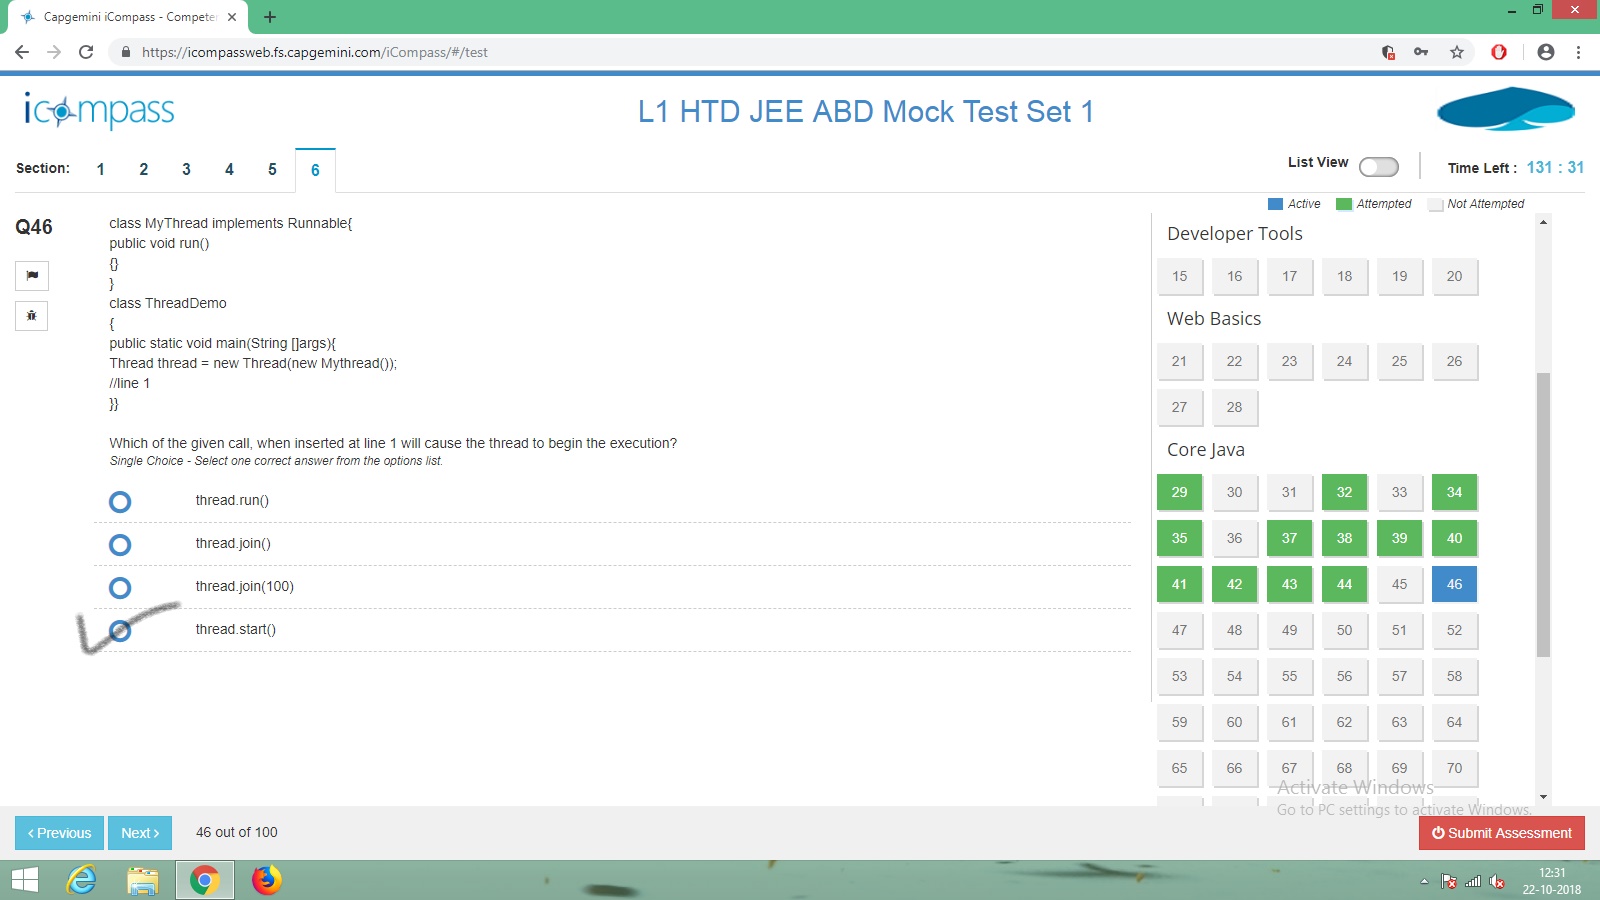 Capgemini iCompass - Competen
https://icompassweb.fs.capgemini.com/iCompass/#/test
icompass
L1 HTD JEE ABD Mock Test Set 1
Section: 1 2 3 4 5 6
List View
Time Left : 131 : 31
Active Attempted Not Attempted
Q46
class MyThread implements Runnable{
public void run()
{}
}
class ThreadDemo
{
public static void main(String []args){
Thread thread = new Thread(new Mythread());
//line 1
}}
Which of the given call, when inserted at line 1 will cause the thread to begin the execution?
Single Choice - Select one correct answer from the options list.
thread.run()
thread.join()
thread.join(100)
thread.start()
Developer Tools
15 16 17 18 19 20
Web Basics
21 22 23 24 25 26
27 28
Core Java
29 30 31 32 33 34
35 36 37 38 39 40
41 42 43 44 45 46
47 48 49 50 51 52
53 54 55 56 57 58
59 60 61 62 63 64
65 66 67 68 69 70
Activate Windows
Go to PC settings to activate Windows.
Previous Next
46 out of 100
Submit Assessment
12:31
22-10-2018